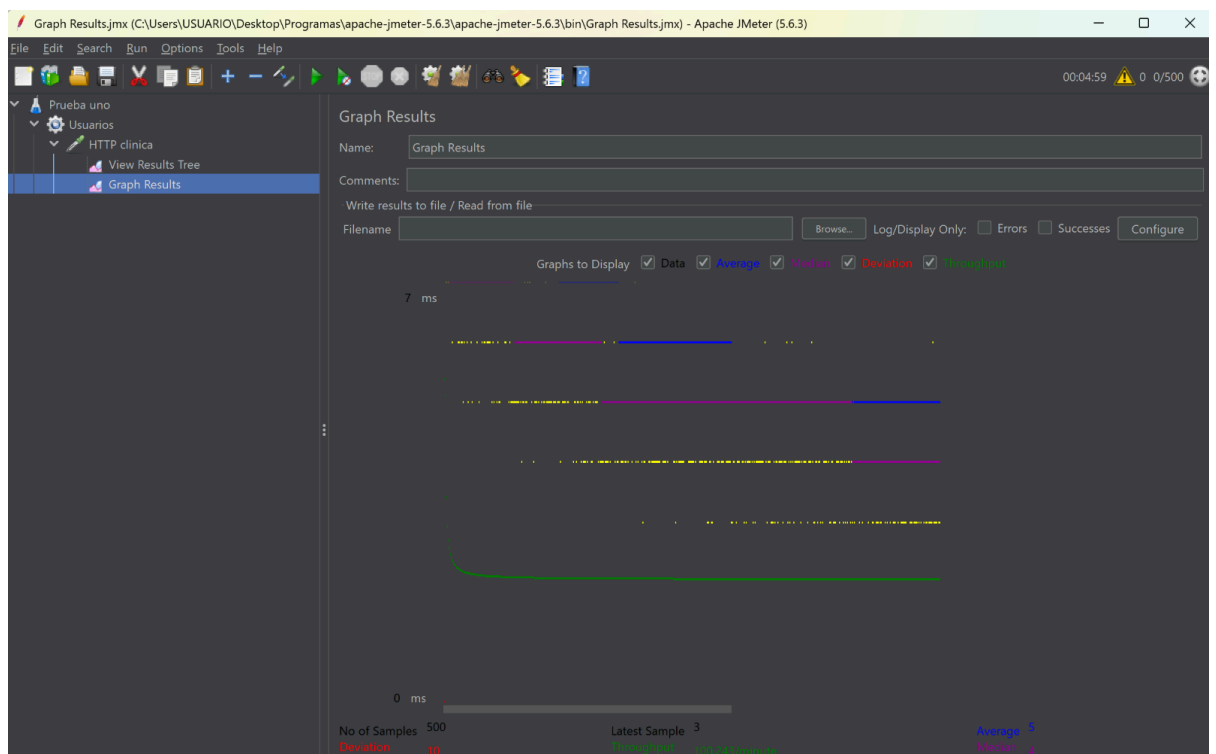 Graph Results.jmx (C:\Users\USUARIO\Desktop\Programas\apache-jmeter-5.6.3\apache-jmeter-5.6.3\bin\Graph Results.jmx) - Apache JMeter (5.6.3)
File Edit Search Run Options Tools Help
STOP 00:04:59 0 0/500
Prueba uno
Usuarios
HTTP clinica
View Results Tree
Graph Results
Graph Results
Name: Graph Results
Comments:
Write results to file / Read from file
Filename Browse... Log/Display Only: Errors Successes Configure
Graphs to Display Data Average Median Deviation Throughput
7 ms
0 ms
No of Samples 500 Latest Sample 3 Average 5
Deviation Throughput Median